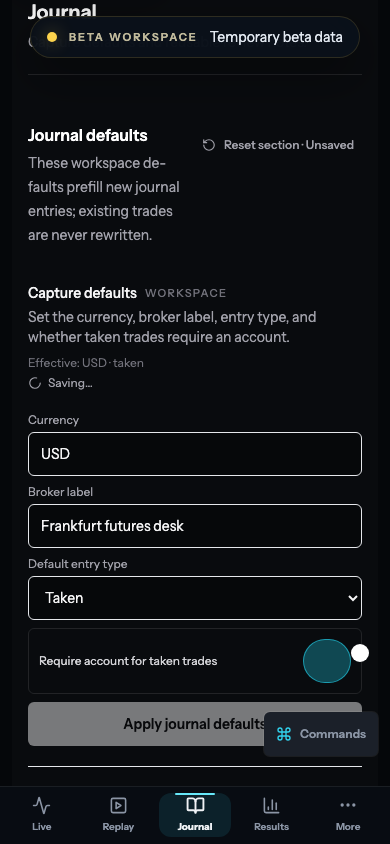 Journal
BETA WORKSPACE Temporary beta data
Journal defaults
Reset section · Unsaved
These workspace de-
faults prefill new journal
entries; existing trades
are never rewritten.
Capture defaults WORKSPACE
Set the currency, broker label, entry type, and
whether taken trades require an account.
Effective: USD · taken
Saving...
Currency
USD
Broker label
Frankfurt futures desk
Default entry type
Taken
Require account for taken trades
Apply journal defaults
Commands
Live Replay Journal Results More